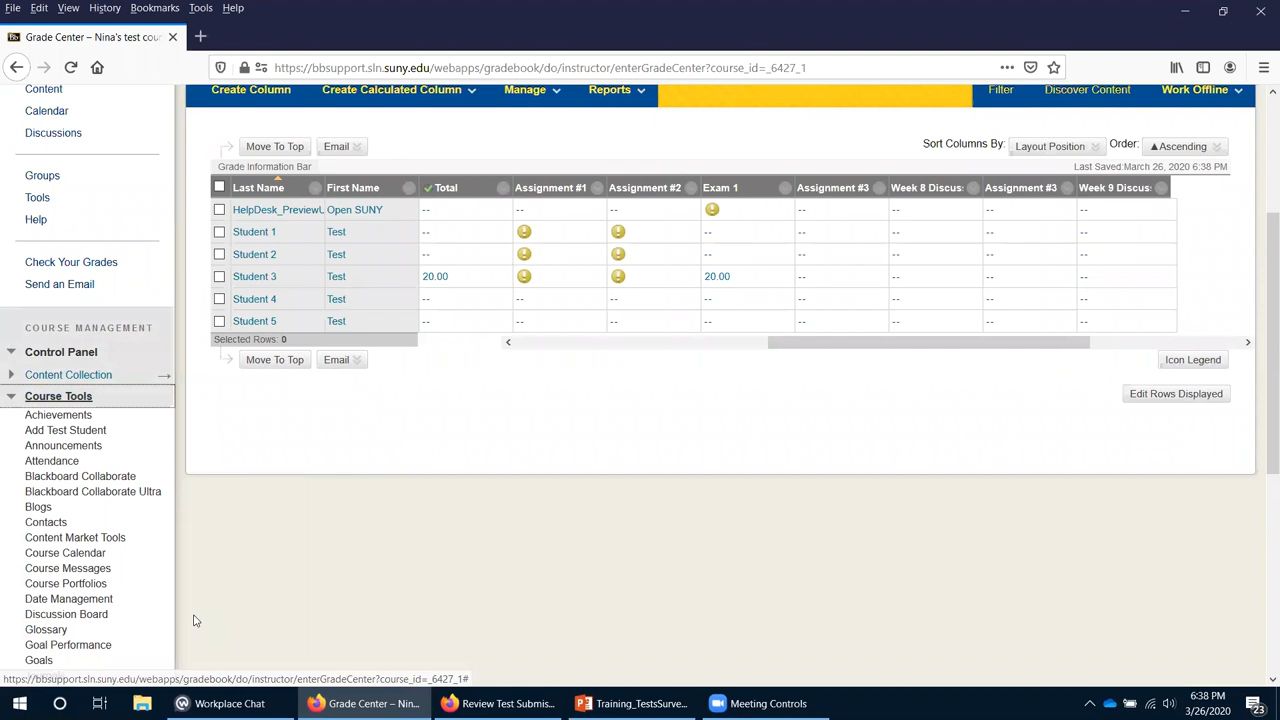 File Edit View History Bookmarks Tools Help
Grade Center – Nina's test cour
https://bbsupport.sln.suny.edu/webapps/gradebook/do/instructor/enterGradeCenter?course_id=_6427_1
Content
Calendar
Discussions
Groups
Tools
Help
Check Your Grades
Send an Email
COURSE MANAGEMENT
Control Panel
Content Collection
Course Tools
Achievements
Add Test Student
Announcements
Attendance
Blackboard Collaborate
Blackboard Collaborate Ultra
Blogs
Contacts
Content Market Tools
Course Calendar
Course Messages
Course Portfolios
Date Management
Discussion Board
Glossary
Goal Performance
Goals
Create Column Create Calculated Column Manage Reports Filter Discover Content Work Offline
Move To Top Email Sort Columns By: Layout Position Order: ▲Ascending
Grade Information Bar Last Saved:March 26, 2020 6:38 PM
Last Name First Name Total Assignment #1 Assignment #2 Exam 1 Assignment #3 Week 8 Discus: Assignment #3 Week 9 Discus:
HelpDesk_PreviewU Open SUNY -- -- -- -- -- -- --
Student 1 Test -- -- -- -- -- --
Student 2 Test -- -- -- -- -- -- --
Student 3 Test 20.00 20.00 -- -- -- --
Student 4 Test -- -- -- -- -- -- -- --
Student 5 Test -- -- -- -- -- -- -- --
Selected Rows: 0
Move To Top Email Icon Legend
Edit Rows Displayed
https://bbsupport.sln.suny.edu/webapps/gradebook/do/instructor/enterGradeCenter?course_id=_6427_1#
Workplace Chat Grade Center – Nin... Review Test Submis... Training_TestsSurve... Meeting Controls
6:38 PM
3/26/2020
23